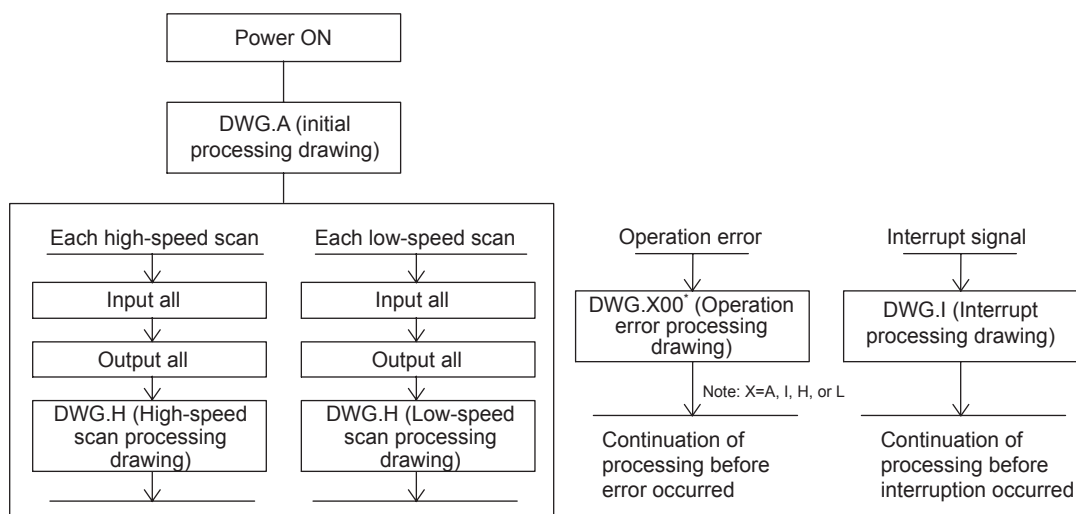 Power ON
DWG.A (initial
processing drawing)
Each high-speed scan
Input all
Output all
DWG.H (High-speed
scan processing
drawing)
Each low-speed scan
Input all
Output all
DWG.H (Low-speed
scan processing
drawing)
Operation error
DWG.X00* (Operation
error processing
drawing)
Note: X=A, I, H, or L
Continuation of
processing before
error occurred
Interrupt signal
DWG.I (Interrupt
processing drawing)
Continuation of
processing before
interruption occurred